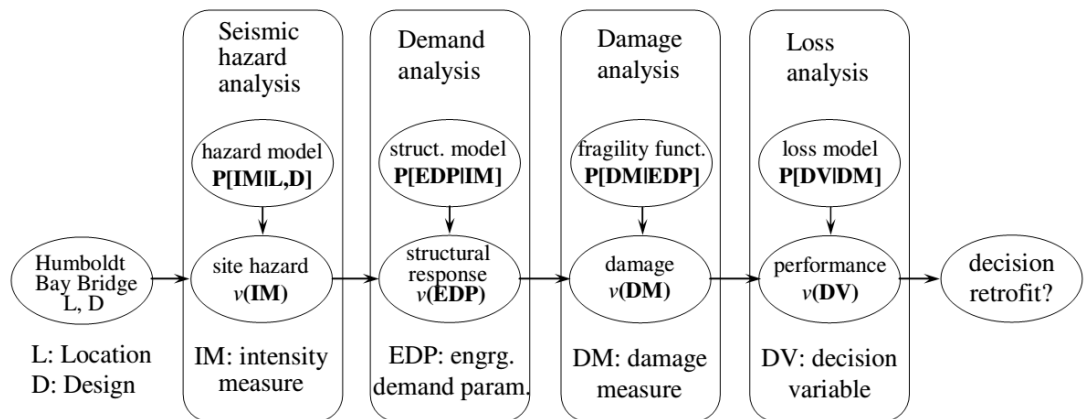 Seismic
hazard
analysis
Demand
analysis
Damage
analysis
Loss
analysis
hazard model
P[IM|L,D]
struct. model
P[EDP|IM]
fragility funct.
P[DM|EDP]
loss model
P[DV|DM]
Humboldt
Bay Bridge
L, D
site hazard
v(IM)
structural
response
v(EDP)
damage
v(DM)
performance
v(DV)
decision
retrofit?
L: Location
D: Design
IM: intensity
measure
EDP: engrg.
demand param.
DM: damage
measure
DV: decision
variable